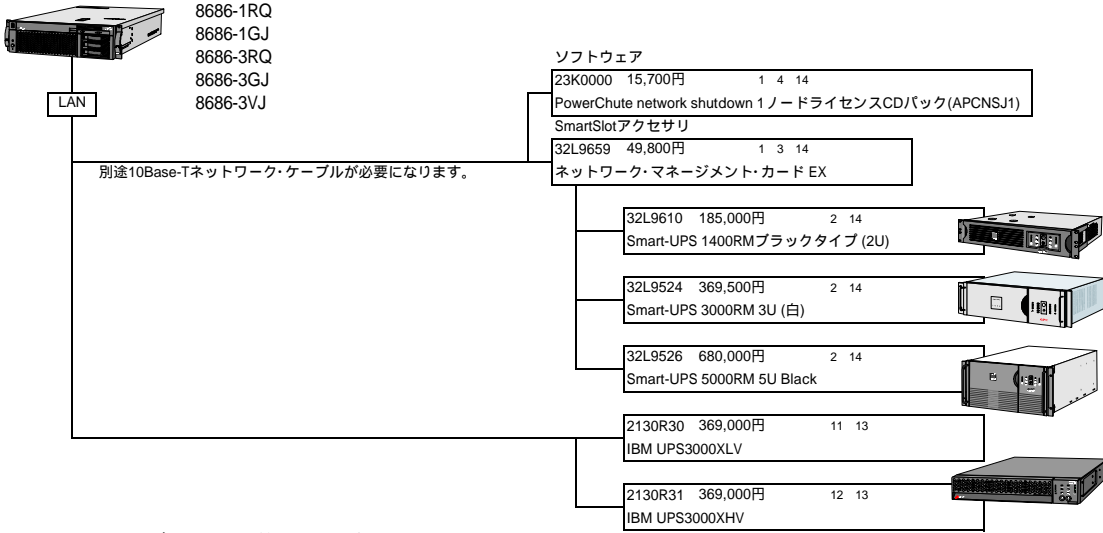 8686-1RQ
8686-1GJ
8686-3RQ
8686-3GJ
8686-3VJ
LAN
ソフトウェア
23K0000 15,700円 1 4 14
PowerChute network shutdown 1ノードライセンスCDパック(APCNSJ1)
SmartSlotアクセサリ
32L9659 49,800円 1 3 14
ネットワーク・マネージメント・カード EX
別途10Base-Tネットワーク・ケーブルが必要になります。
32L9610 185,000円 2 14
Smart-UPS 1400RMブラックタイプ (2U)
32L9524 369,500円 2 14
Smart-UPS 3000RM 3U (白)
32L9526 680,000円 2 14
Smart-UPS 5000RM 5U Black
2130R30 369,000円 11 13
IBM UPS3000XLV
2130R31 369,000円 12 13
IBM UPS3000XHV